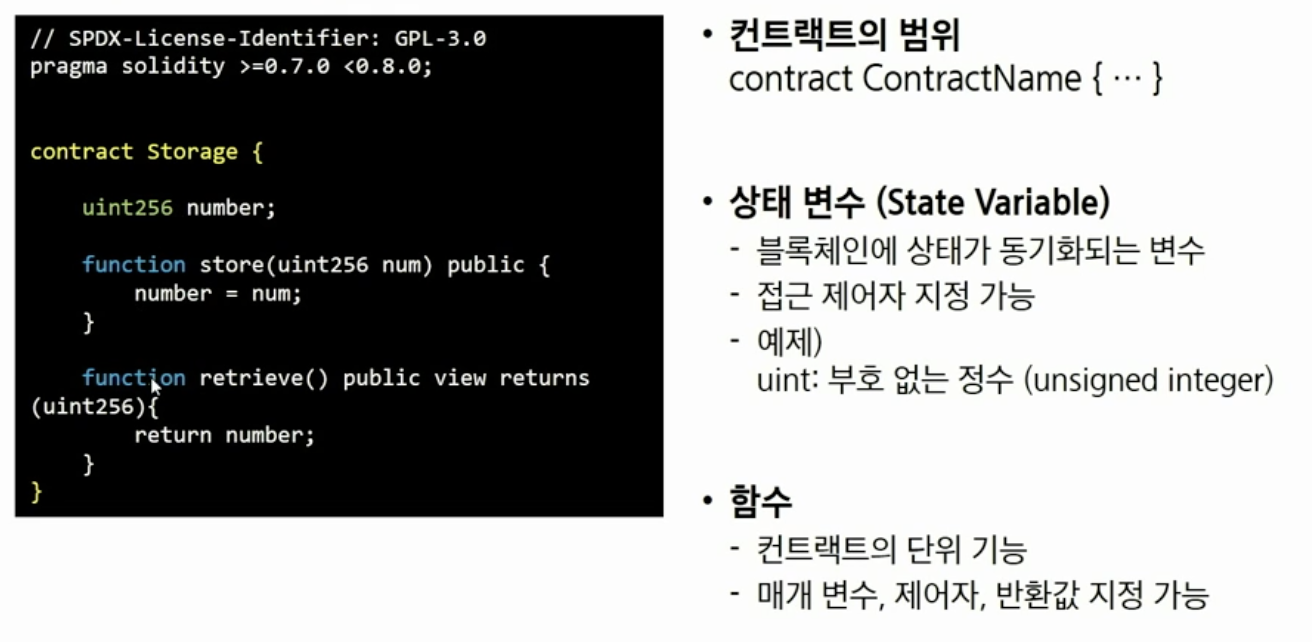 // SPDX-License-Identifier: GPL-3.0
pragma solidity >=0.7.0 <0.8.0;
contract Storage {
uint256 number;
function store(uint256 num) public {
number = num;
}
function retrieve() public view returns
(uint256){
return number;
}
}
• 컨트랙트의 범위
contract ContractName { ⋯ }
• 상태 변수 (State Variable)
- 블록체인에 상태가 동기화되는 변수
- 접근 제어자 지정 가능
- 예제)
uint: 부호 없는 정수 (unsigned integer)
• 함수
- 컨트랙트의 단위 기능
- 매개 변수, 제어자, 반환값 지정 가능